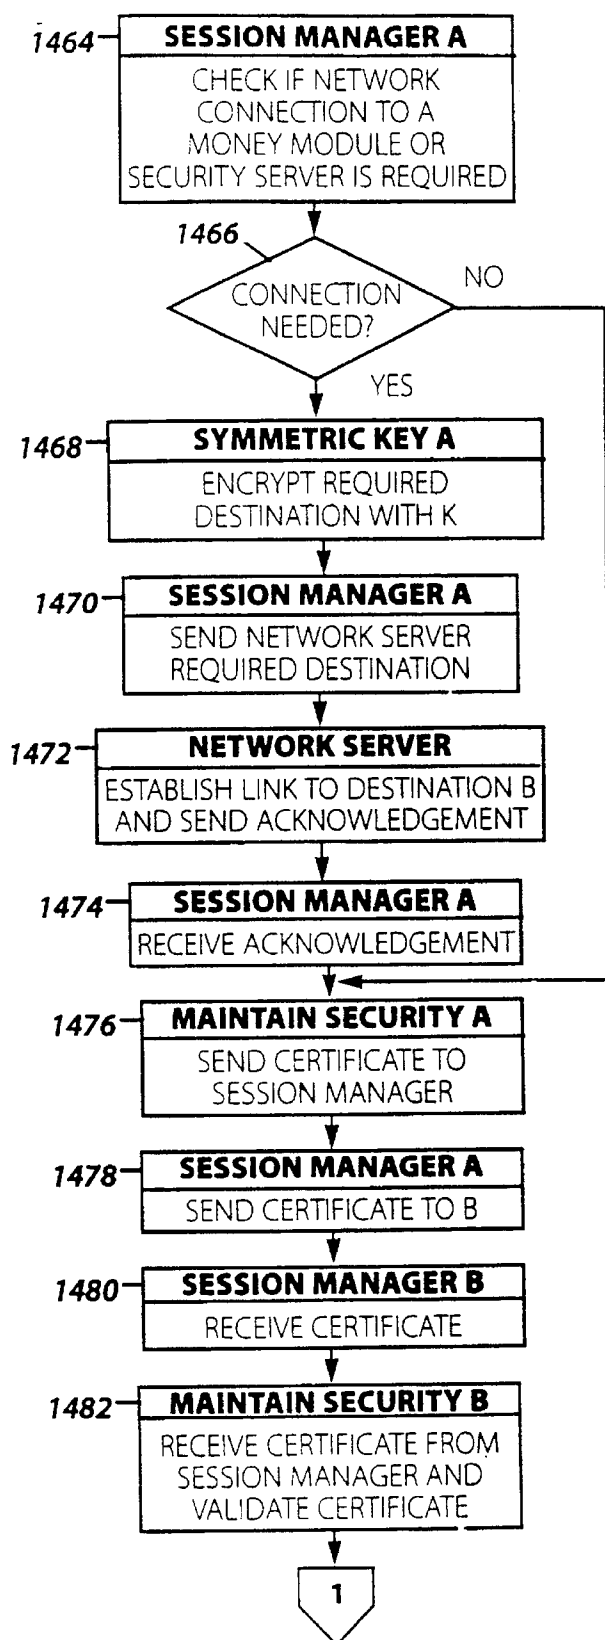 1464
SESSION MANAGER A
CHECK IF NETWORK
CONNECTION TO A
MONEY MODULE OR
SECURITY SERVER IS REQUIRED
1466
CONNECTION
NEEDED?
NO
YES
1468
SYMMETRIC KEY A
ENCRYPT REQUIRED
DESTINATION WITH K
1470
SESSION MANAGER A
SEND NETWORK SERVER
REQUIRED DESTINATION
1472
NETWORK SERVER
ESTABLISH LINK TO DESTINATION B
AND SEND ACKNOWLEDGEMENT
1474
SESSION MANAGER A
RECEIVE ACKNOWLEDGEMENT
1476
MAINTAIN SECURITY A
SEND CERTIFICATE TO
SESSION MANAGER
1478
SESSION MANAGER A
SEND CERTIFICATE TO B
1480
SESSION MANAGER B
RECEIVE CERTIFICATE
1482
MAINTAIN SECURITY B
RECEIVE CERTIFICATE FROM
SESSION MANAGER AND
VALIDATE CERTIFICATE
1